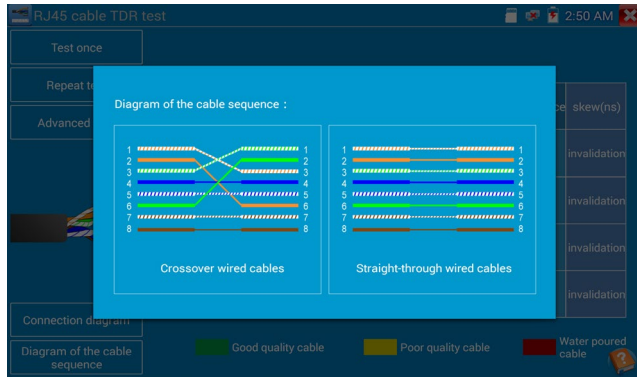 RJ45 cable TDR test
2:50 AM
Test once
Repeat te
Advanced
ce skew(ns)
invalidation
invalidation
invalidation
invalidation
Diagram of the cable sequence :
1 1
2 2
3 3
4 4
5 5
6 6
7 7
8 8
Crossover wired cables
1 1
2 2
3 3
4 4
5 5
6 6
7 7
8 8
Straight-through wired cables
Connection diagram
Diagram of the cable
sequence
Good quality cable
Poor quality cable
Water poured
cable
?